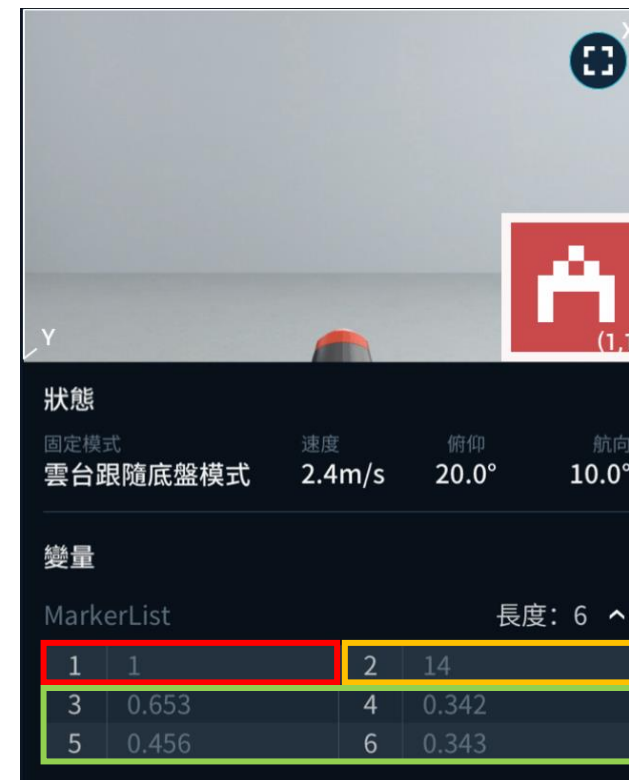 X
Y
(1,1
狀態
固定模式 速度 俯仰 航向
雲台跟隨底盤模式 2.4m/s 20.0° 10.0°
變量
MarkerList 長度：6
1 1 2 14
3 0.653 4 0.342
5 0.456 6 0.343